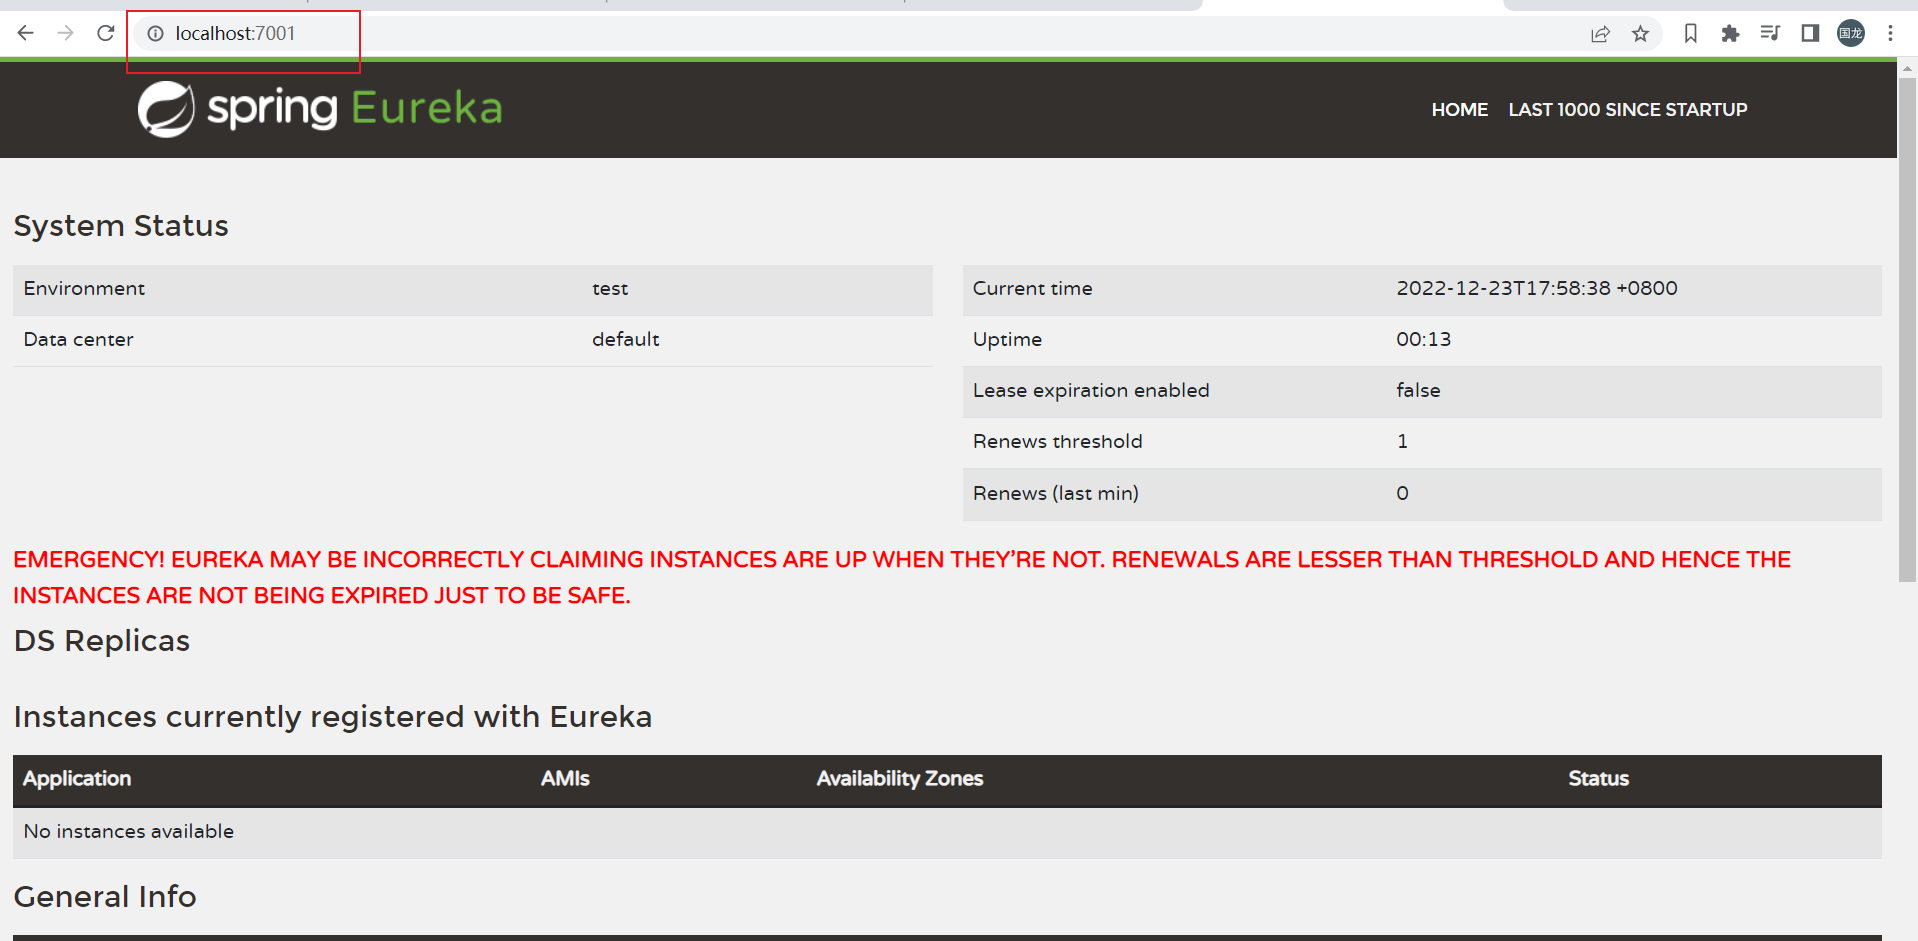 localhost:7001
国龙
spring Eureka
HOME LAST 1000 SINCE STARTUP
System Status
Environment test
Data center default
Current time 2022-12-23T17:58:38 +0800
Uptime 00:13
Lease expiration enabled false
Renews threshold 1
Renews (last min) 0
EMERGENCY! EUREKA MAY BE INCORRECTLY CLAIMING INSTANCES ARE UP WHEN THEY'RE NOT. RENEWALS ARE LESSER THAN THRESHOLD AND HENCE THE
INSTANCES ARE NOT BEING EXPIRED JUST TO BE SAFE.
DS Replicas
Instances currently registered with Eureka
Application AMIs Availability Zones Status
No instances available
General Info